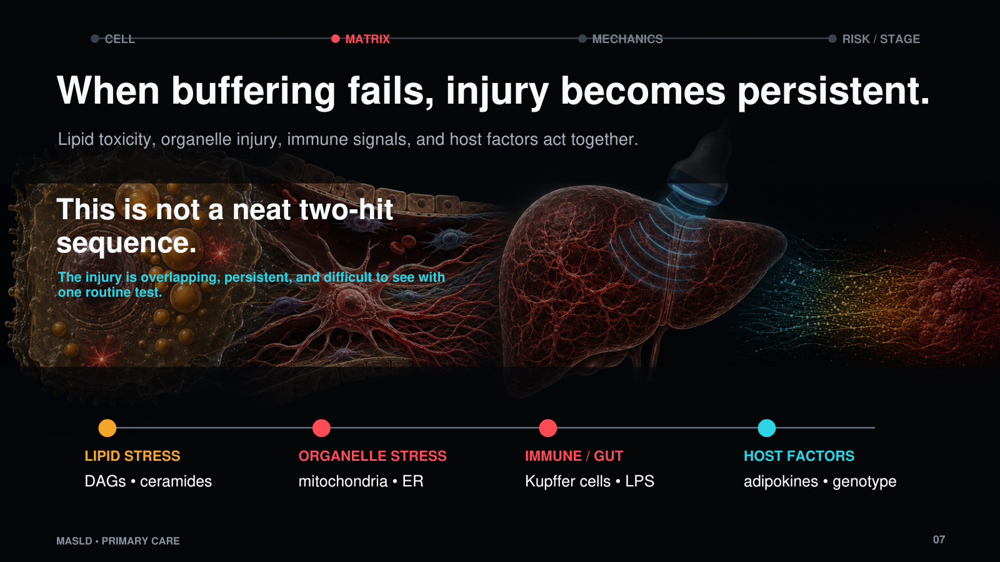 CELL
MATRIX
MECHANICS
RISK / STAGE
When buffering fails, injury becomes persistent.
Lipid toxicity, organelle injury, immune signals, and host factors act together.
This is not a neat two-hit
sequence.
The injury is overlapping, persistent, and difficult to see with
one routine test.
LIPID STRESS
DAGs • ceramides
ORGANELLE STRESS
mitochondria • ER
IMMUNE / GUT
Kupffer cells • LPS
HOST FACTORS
adipokines • genotype
MASLD • PRIMARY CARE
07